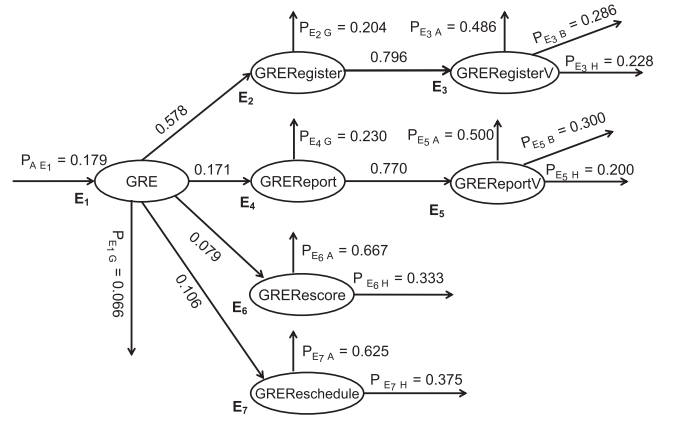 P_E2 G = 0.204
P_E3 A = 0.486
P_E3 B = 0.286
0.796
P_E3 H = 0.228
GRERegister
GRERegisterV
E2
E3
0.578
P_E4 G = 0.230
P_E5 A = 0.500
P_E5 B = 0.300
P_A E1 = 0.179
0.171
0.770
P_E5 H = 0.200
GRE
GREReport
GREReportV
E1
E4
E5
P_E1 G = 0.066
0.079
P_E6 A = 0.667
P_E6 H = 0.333
0.106
GRERescore
E6
P_E7 A = 0.625
P_E7 H = 0.375
GREReschedule
E7